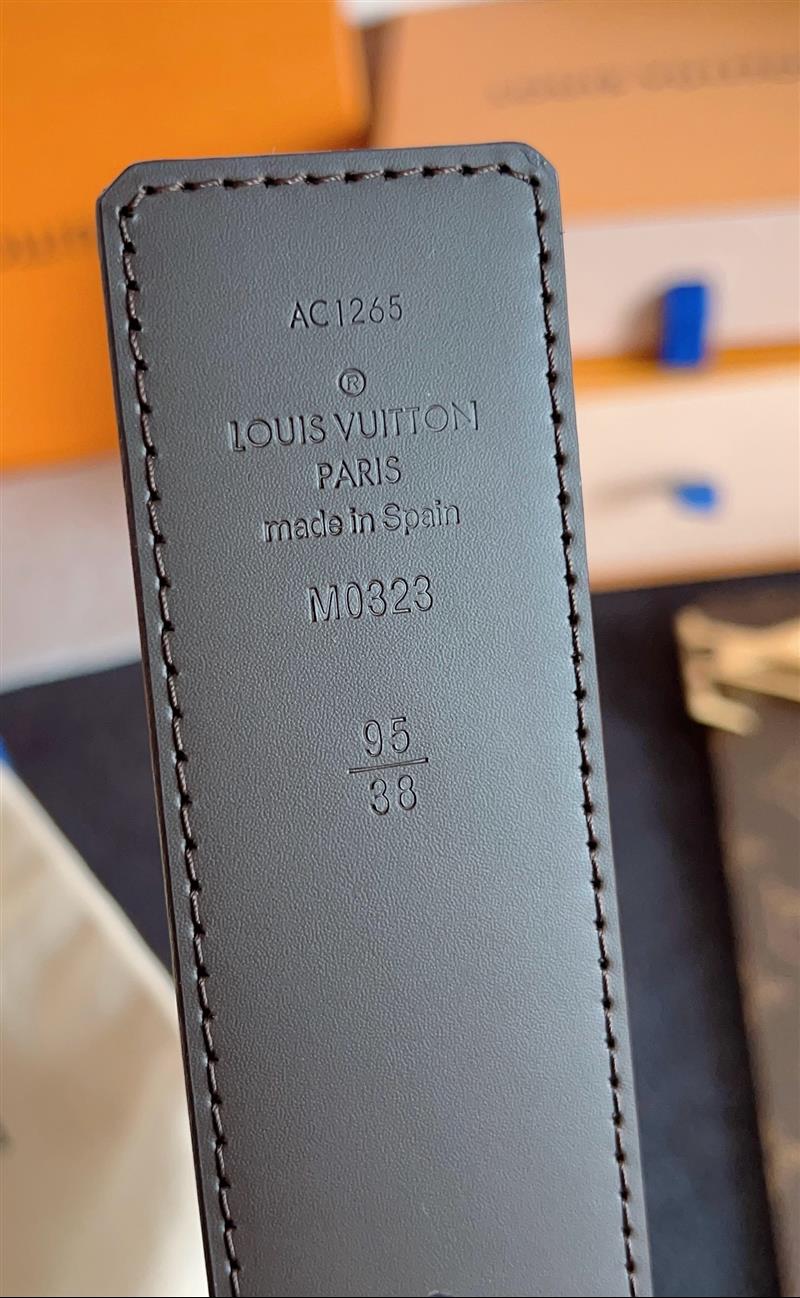 AC1265
®
LOUIS VUITTON
PARIS
made in Spain
M0323
95
38